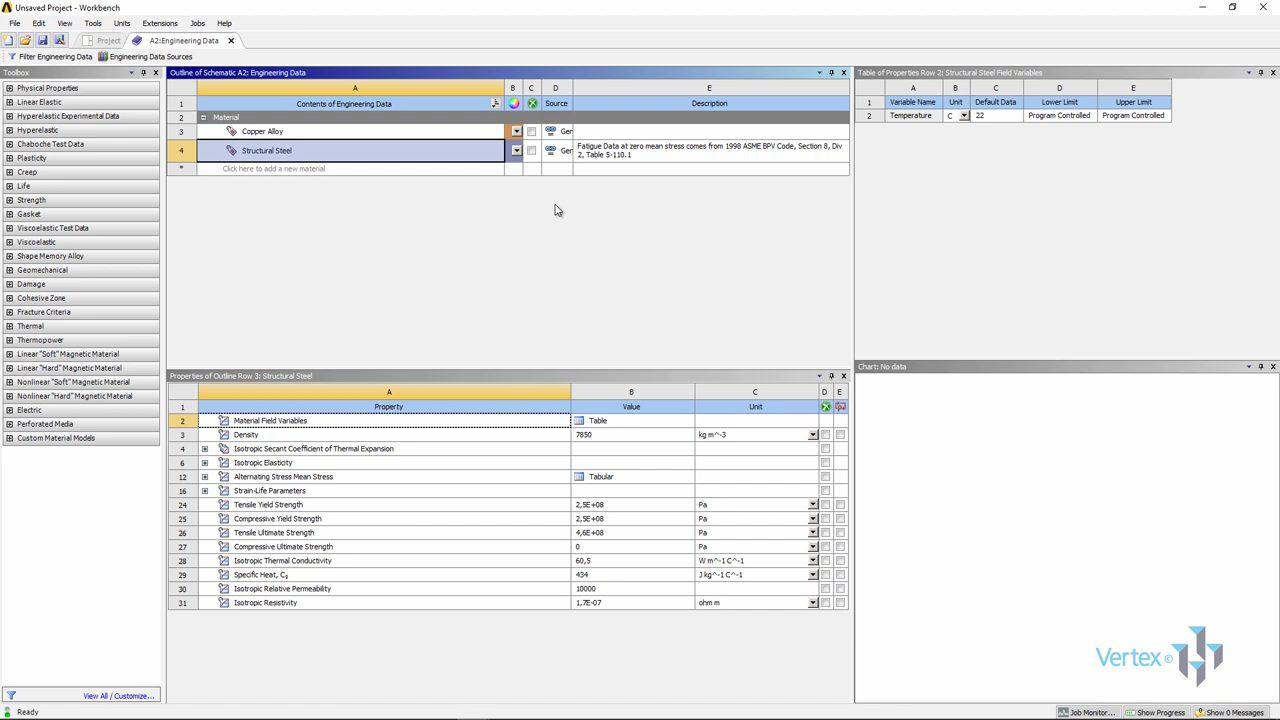 Unsaved Project - Workbench
File Edit View Tools Units Extensions Jobs Help
Project A2:Engineering Data
Filter Engineering Data Engineering Data Sources
Toolbox
Physical Properties
Linear Elastic
Hyperelastic Experimental Data
Hyperelastic
Chaboche Test Data
Plasticity
Creep
Life
Strength
Gasket
Viscoelastic Test Data
Viscoelastic
Shape Memory Alloy
Geomechanical
Damage
Cohesive Zone
Fracture Criteria
Thermal
Thermopower
Linear "Soft" Magnetic Material
Linear "Hard" Magnetic Material
Nonlinear "Soft" Magnetic Material
Nonlinear "Hard" Magnetic Material
Electric
Perforated Media
Custom Material Models
View All / Customize...
Outline of Schematic A2: Engineering Data
A B C D E
1 Contents of Engineering Data Source Description
2 Material
3 Copper Alloy Ger
4 Structural Steel Ger Fatigue Data at zero mean stress comes from 1998 ASME BPV Code, Section 8, Div
2, Table 5-110.1
* Click here to add a new material
Properties of Outline Row 3: Structural Steel
A B C D E
1 Property Value Unit
2 Material Field Variables Table
3 Density 7850 kg m^-3
4 Isotropic Secant Coefficient of Thermal Expansion
6 Isotropic Elasticity
12 Alternating Stress Mean Stress Tabular
16 Strain-Life Parameters
24 Tensile Yield Strength 2,5E+08 Pa
25 Compressive Yield Strength 2,5E+08 Pa
26 Tensile Ultimate Strength 4,6E+08 Pa
27 Compressive Ultimate Strength 0 Pa
28 Isotropic Thermal Conductivity 60,5 W m^-1 C^-1
29 Specific Heat, Cₚ 434 J kg^-1 C^-1
30 Isotropic Relative Permeability 10000
31 Isotropic Resistivity 1,7E-07 ohm m
Table of Properties Row 2: Structural Steel Field Variables
A B C D E
1 Variable Name Unit Default Data Lower Limit Upper Limit
2 Temperature C 22 Program Controlled Program Controlled
Chart: No data
Vertex ©
Ready
Job Monitor... Show Progress Show 0 Messages